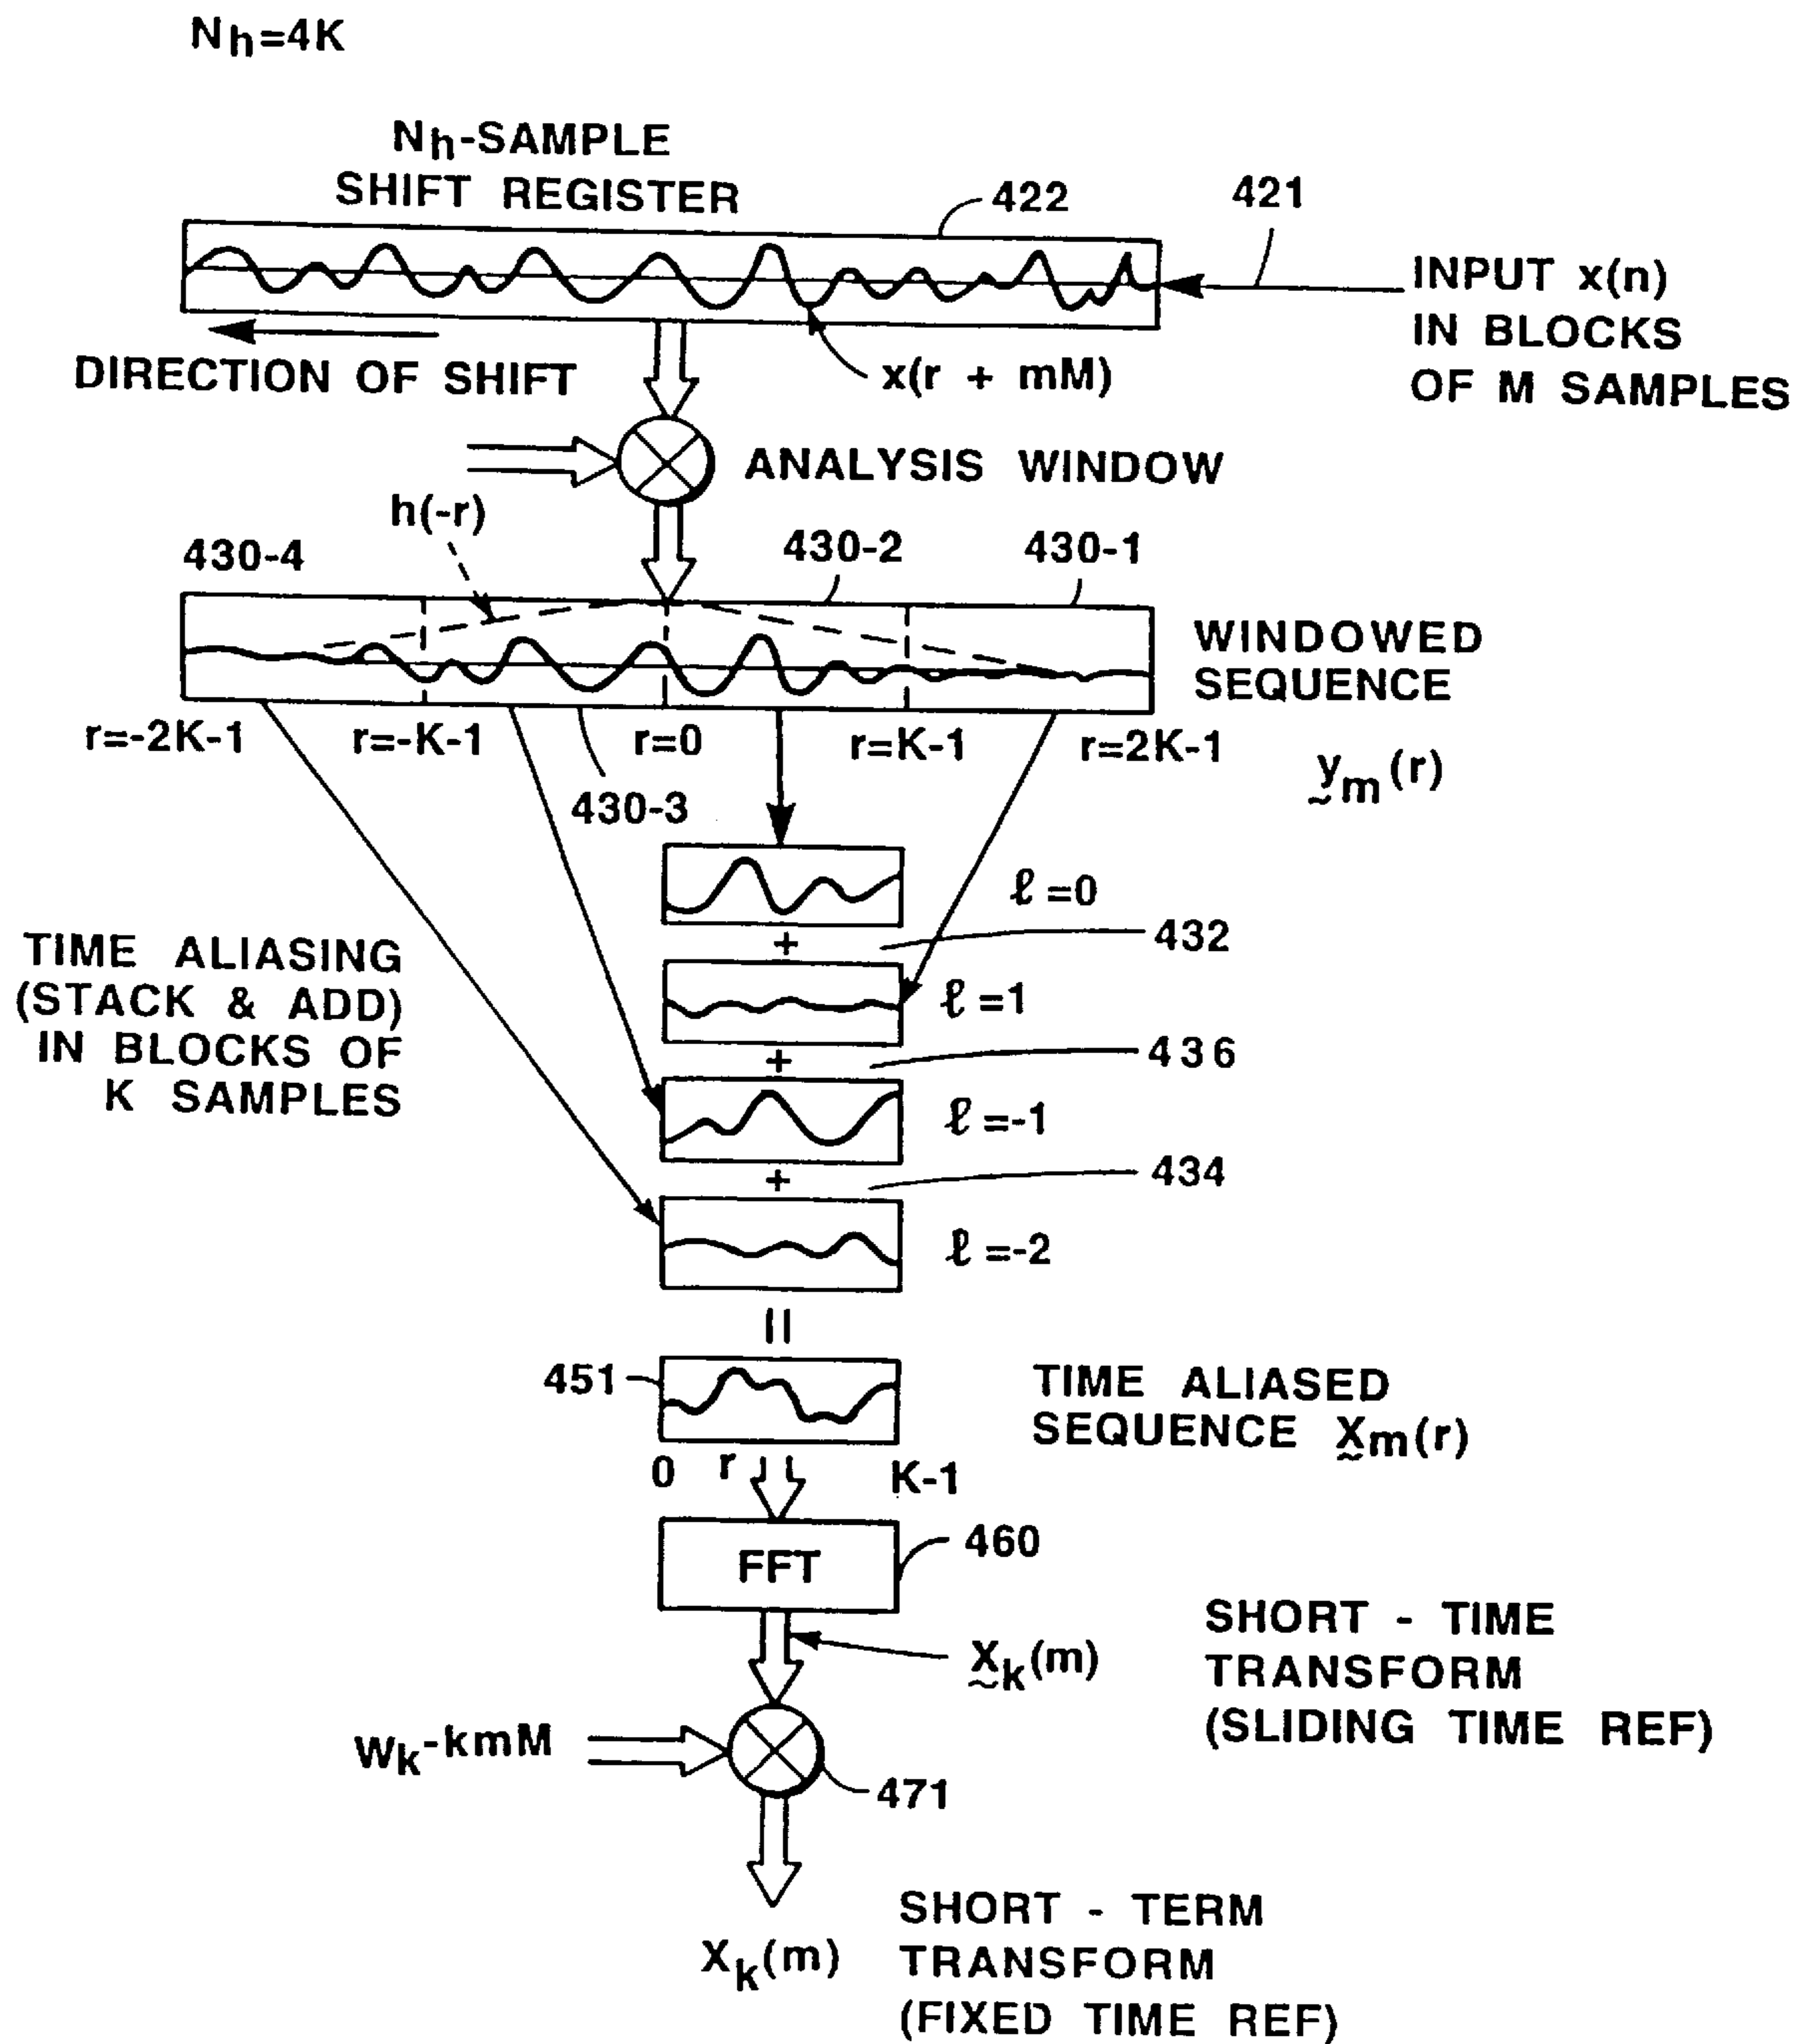 Nh=4K
Nh-SAMPLE
SHIFT REGISTER
422
421
INPUT x(n)
IN BLOCKS
OF M SAMPLES
DIRECTION OF SHIFT
x(r + mM)
ANALYSIS WINDOW
h(-r)
430-4
430-2
430-1
WINDOWED
SEQUENCE
r=-2K-1
r=-K-1
r=0
r=K-1
r=2K-1
ym(r)
430-3
ℓ=0
+
432
TIME ALIASING
(STACK & ADD)
IN BLOCKS OF
K SAMPLES
ℓ=1
+
436
ℓ=-1
+
434
ℓ=-2
=
451
TIME ALIASED
SEQUENCE Xm(r)
0
r
K-1
FFT
460
Xk(m)
SHORT - TIME
TRANSFORM
(SLIDING TIME REF)
Wk-kmM
471
Xk(m)
SHORT - TERM
TRANSFORM
(FIXED TIME REF)